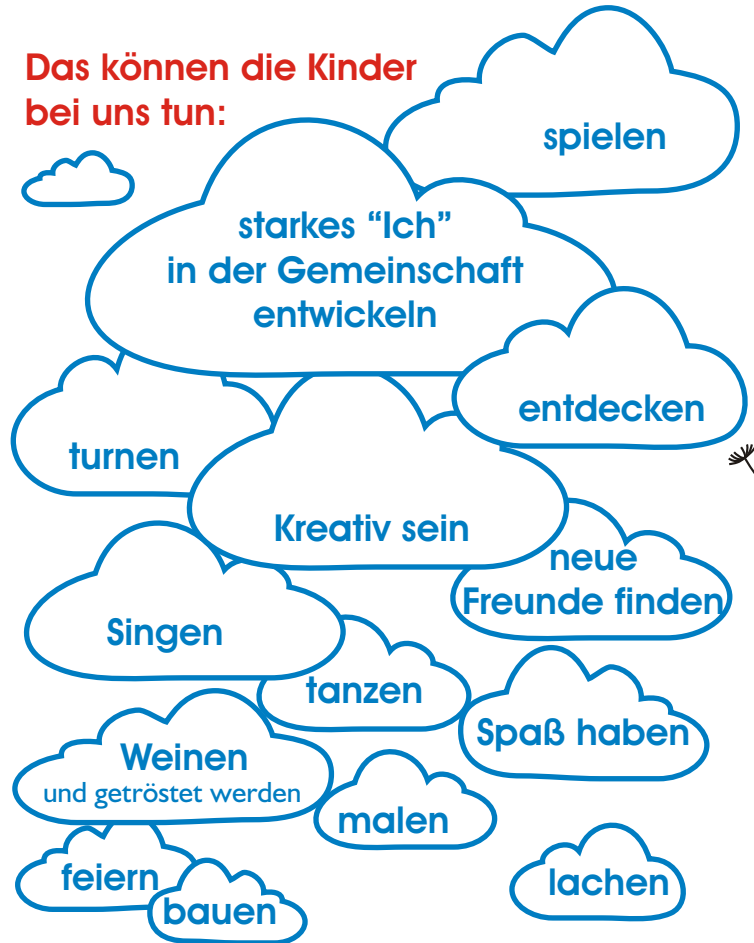 Das können die Kinder
bei uns tun:
spielen
starkes “Ich”
in der Gemeinschaft
entwickeln
entdecken
turnen
Kreativ sein
neue
Freunde finden
Singen
tanzen
Spaß haben
Weinen
und getröstet werden
malen
feiern
lachen
bauen